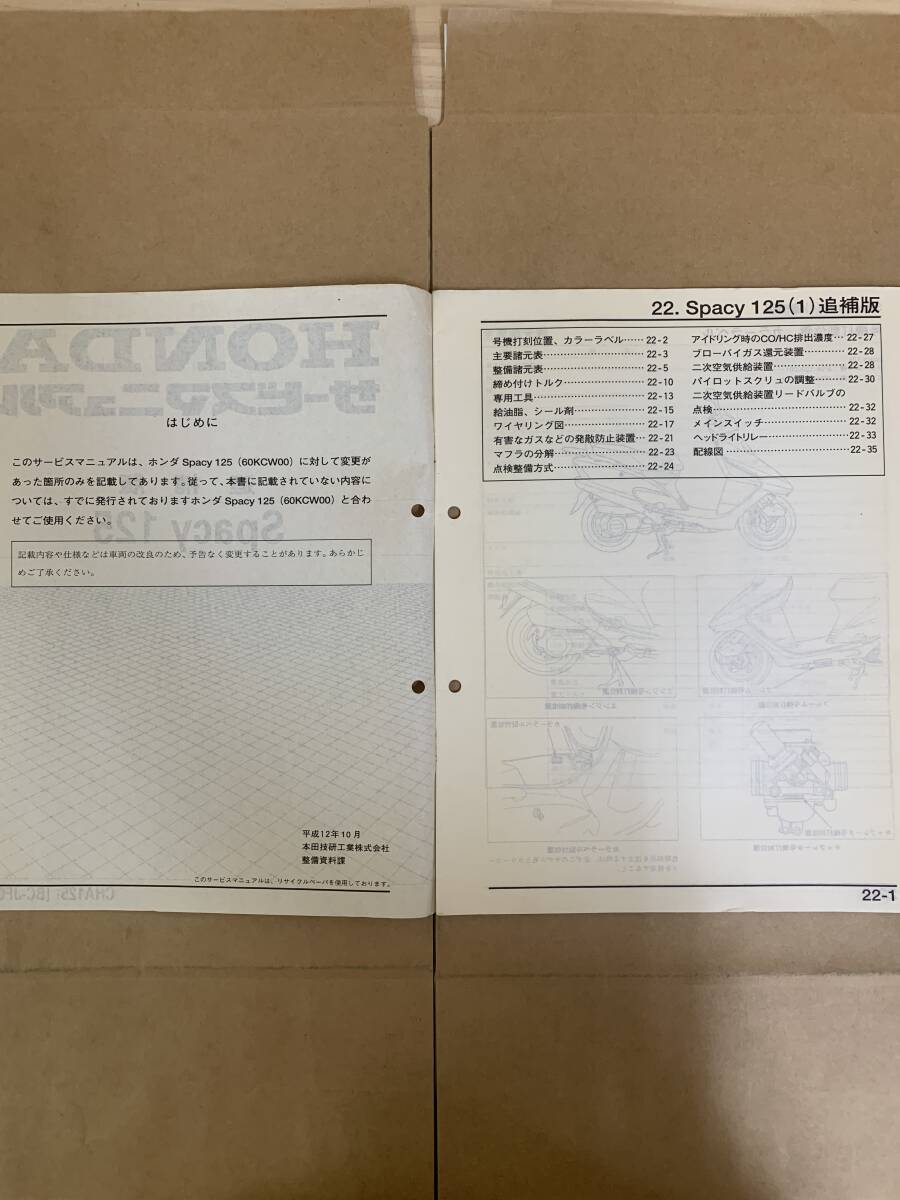 はじめに
このサービスマニュアルは、ホンダ Spacy 125 (60KCW00) に対して変更が
あった箇所のみを記載してあります。従って、本書に記載されていない内容に
ついては、すでに発行されておりますホンダ Spacy 125 (60KCW00) と合わ
せてご使用ください。
記載内容や仕様などは車両の改良のため、予告なく変更することがあります。あらかじ
めご了承ください。
平成12年10月
本田技研工業株式会社
整備資料課
このサービスマニュアルは、リサイクルペーパを使用しております。
22. Spacy 125(1)追補版
号機打刻位置、カラーラベル……22-2
主要諸元表……22-3
整備諸元表……22-5
締め付けトルク……22-10
専用工具……22-13
給油脂、シール剤……22-15
ワイヤリング図……22-17
有害なガスなどの発散防止装置…22-21
マフラの分解……22-23
点検整備方式……22-24
アイドリング時のCO/HC排出濃度…22-27
ブローバイガス還元装置……22-28
二次空気供給装置……22-28
パイロットスクリュの調整……22-30
二次空気供給装置リードバルブの
点検……22-32
メインスイッチ……22-32
ヘッドライトリレー……22-33
配線図……22-35
22-1